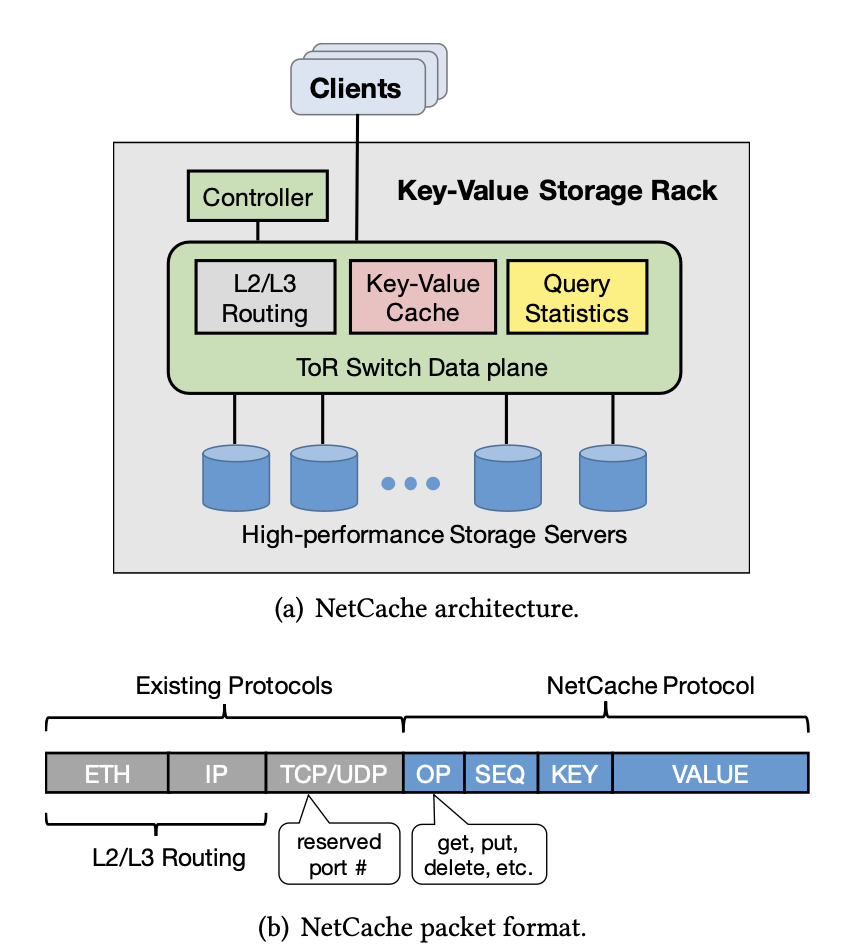 Clients
Key-Value Storage Rack
Controller
L2/L3
Routing
Key-Value
Cache
Query
Statistics
ToR Switch Data plane
High-performance Storage Servers
(a) NetCache architecture.
Existing Protocols
NetCache Protocol
ETH
IP
TCP/UDP
OP
SEQ
KEY
VALUE
L2/L3 Routing
reserved
port #
get, put,
delete, etc.
(b) NetCache packet format.